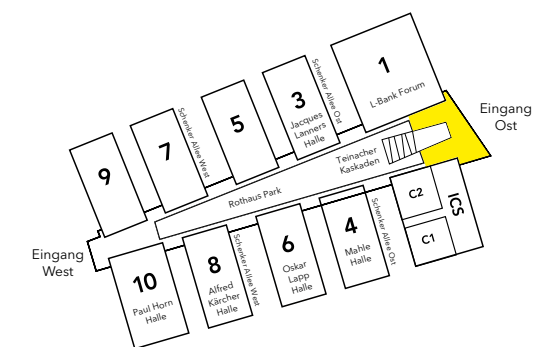 1
L-Bank Forum
Schenker Allee Ost
3
Jacques
Lanners
Halle
Eingang
Ost
5
Schenker Allee West
7
9
Teinacher
Kaskaden
Rothaus Park
Eingang
West
C2
ICS
C1
Schenker Allee Ost
4
Mahle
Halle
6
Oskar
Lapp
Halle
Schenker Allee West
8
Alfred
Kärcher
Halle
10
Paul Horn
Halle